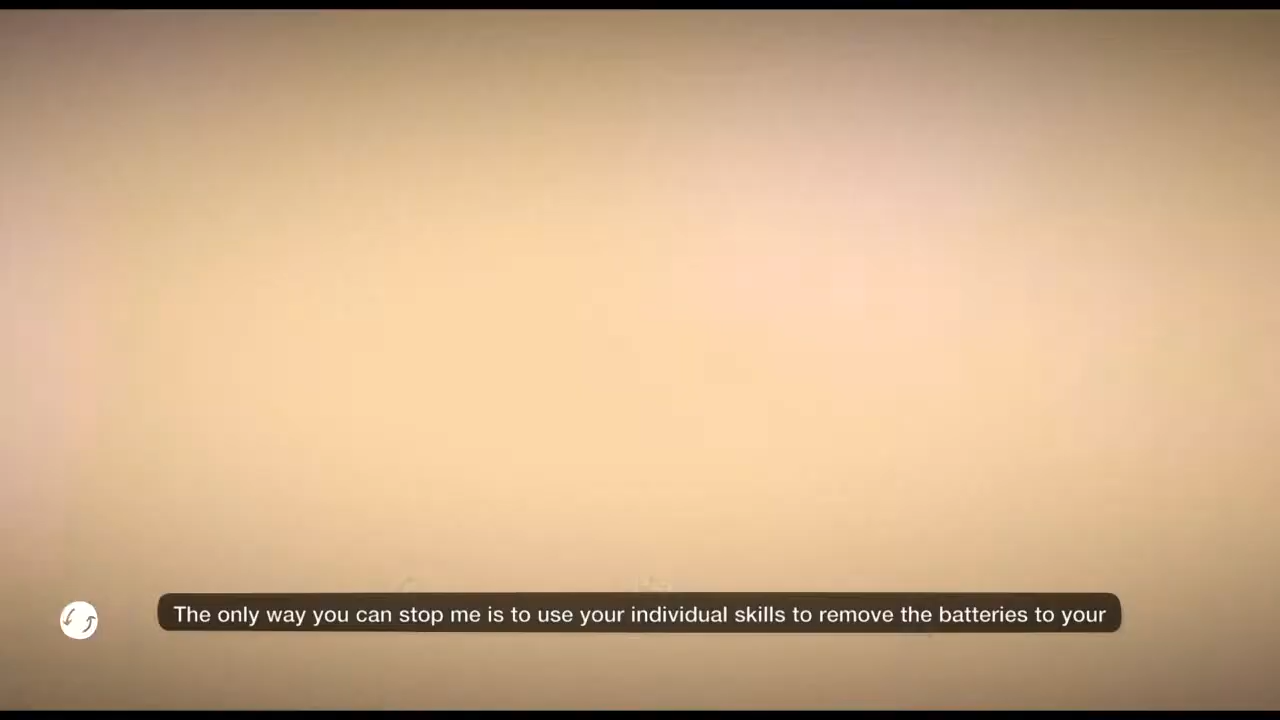 The only way you can stop me is to use your individual skills to remove the batteries to your